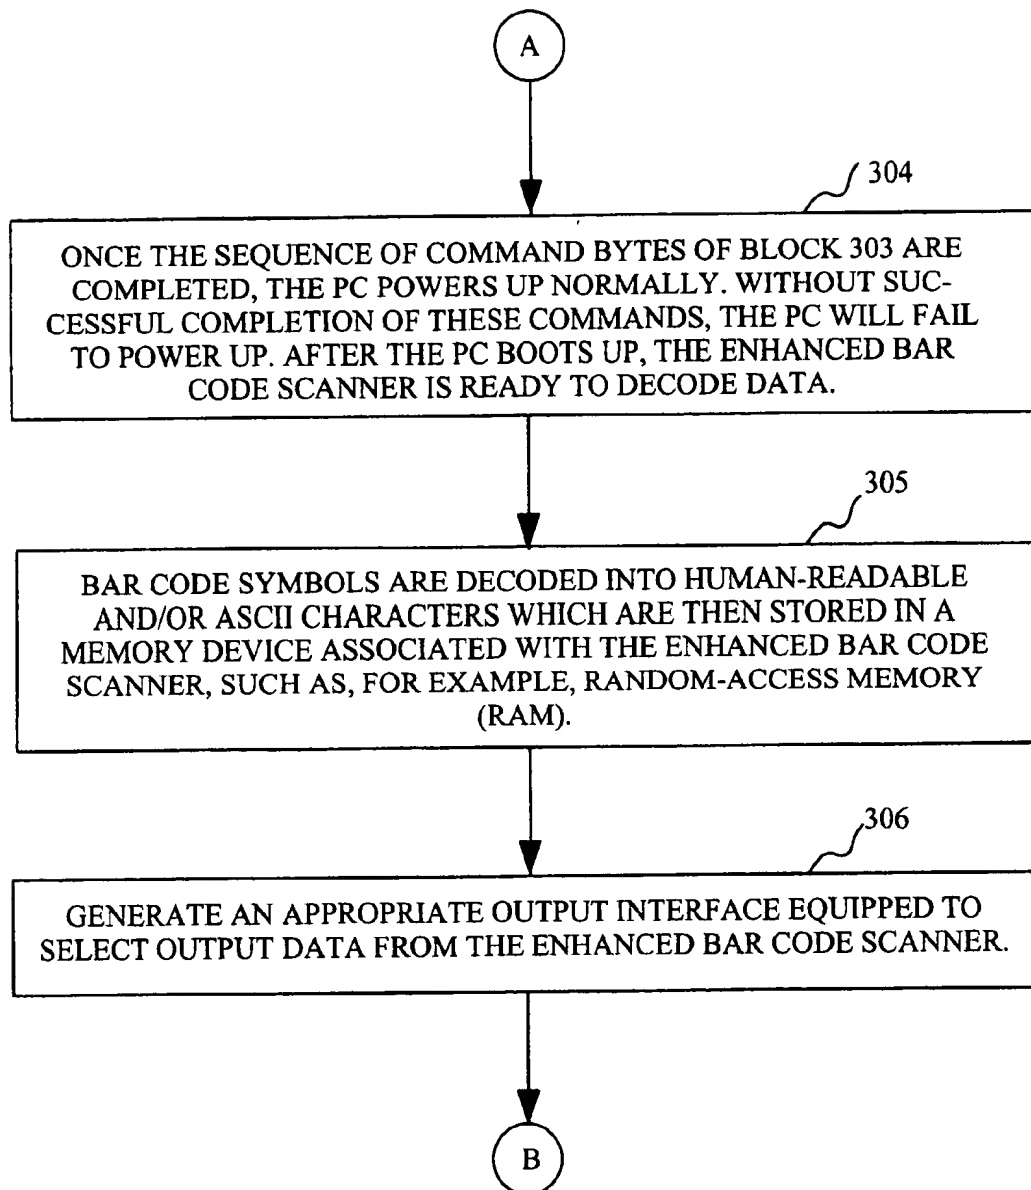 A
304
ONCE THE SEQUENCE OF COMMAND BYTES OF BLOCK 303 ARE
COMPLETED, THE PC POWERS UP NORMALLY. WITHOUT SUC-
CESSFUL COMPLETION OF THESE COMMANDS, THE PC WILL FAIL
TO POWER UP. AFTER THE PC BOOTS UP, THE ENHANCED BAR
CODE SCANNER IS READY TO DECODE DATA.
305
BAR CODE SYMBOLS ARE DECODED INTO HUMAN-READABLE
AND/OR ASCII CHARACTERS WHICH ARE THEN STORED IN A
MEMORY DEVICE ASSOCIATED WITH THE ENHANCED BAR CODE
SCANNER, SUCH AS, FOR EXAMPLE, RANDOM-ACCESS MEMORY
(RAM).
306
GENERATE AN APPROPRIATE OUTPUT INTERFACE EQUIPPED TO
SELECT OUTPUT DATA FROM THE ENHANCED BAR CODE SCANNER.
B